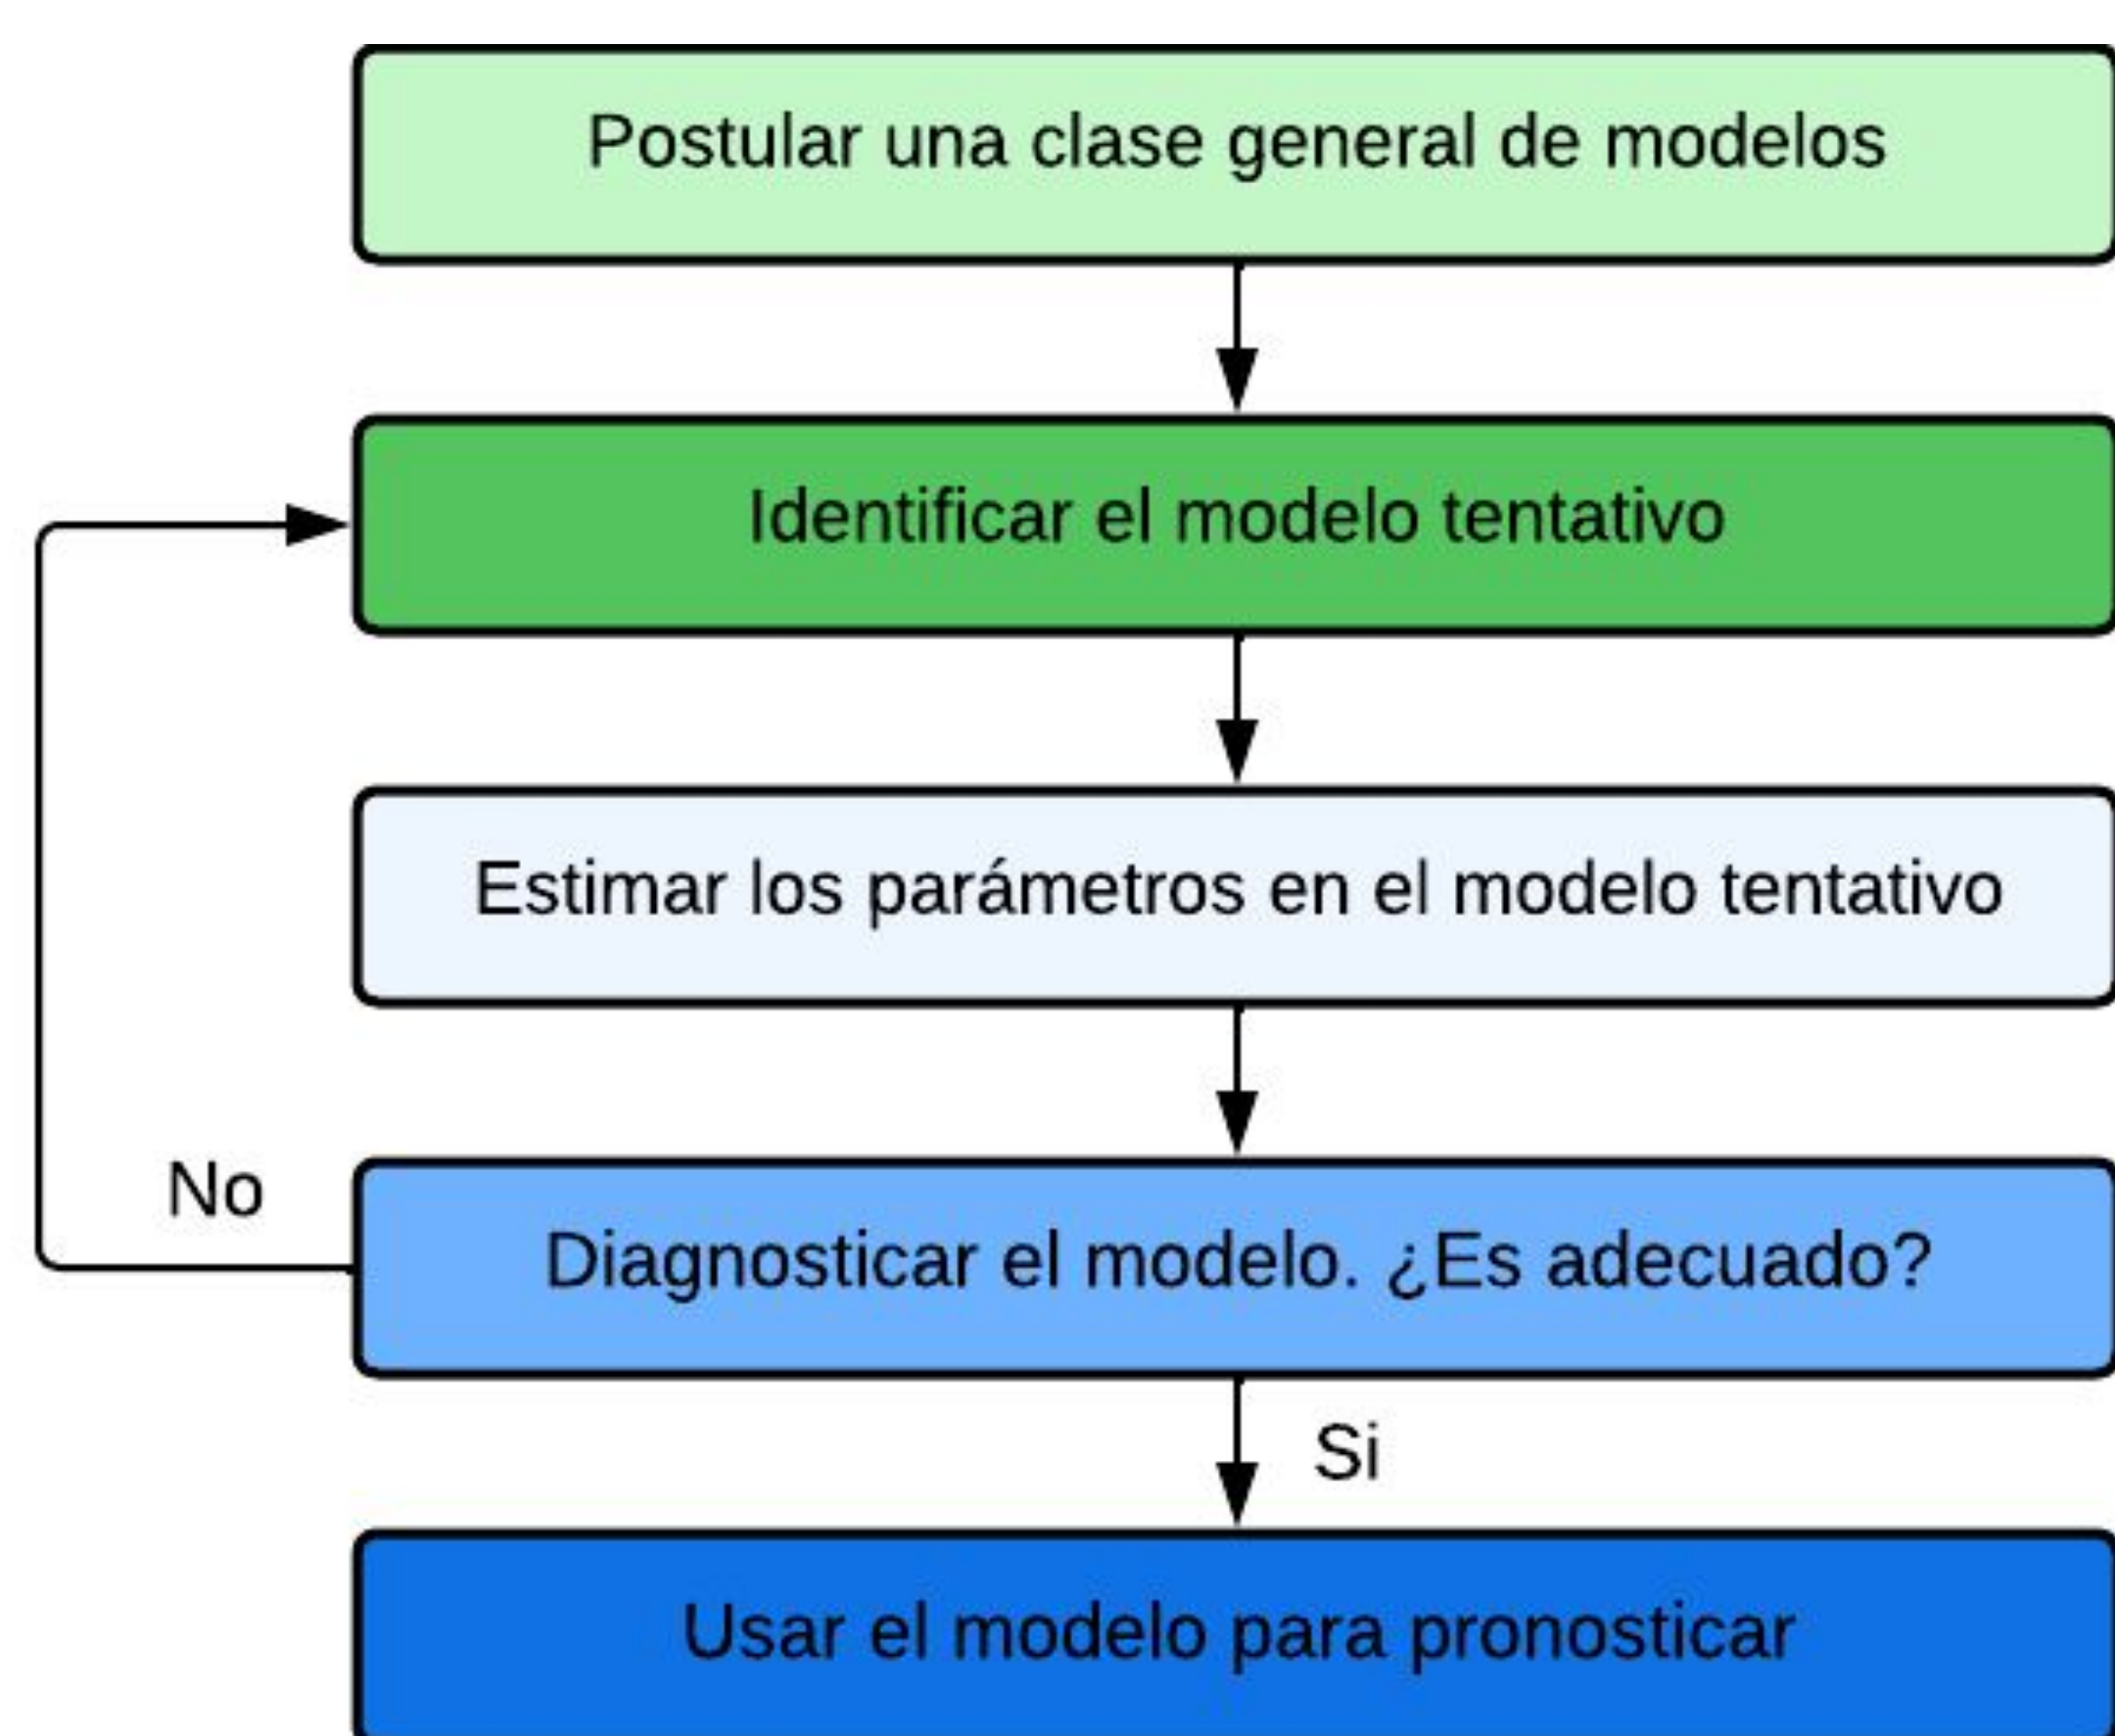 Postular una clase general de modelos
Identificar el modelo tentativo
Estimar los parámetros en el modelo tentativo
No
Diagnosticar el modelo. ¿Es adecuado?
Si
Usar el modelo para pronosticar